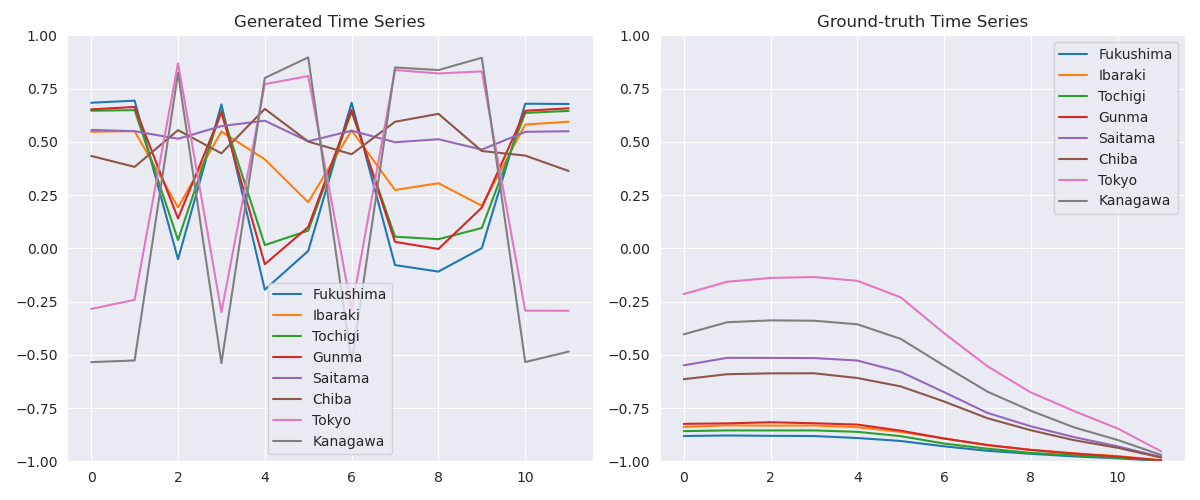 Generated Time Series
1.00
0.75
0.50
0.25
0.00
−0.25
−0.50
−0.75
−1.00
0 2 4 6 8 10
Fukushima
Ibaraki
Tochigi
Gunma
Saitama
Chiba
Tokyo
Kanagawa
Ground-truth Time Series
1.00
0.75
0.50
0.25
0.00
−0.25
−0.50
−0.75
−1.00
0 2 4 6 8 10
Fukushima
Ibaraki
Tochigi
Gunma
Saitama
Chiba
Tokyo
Kanagawa